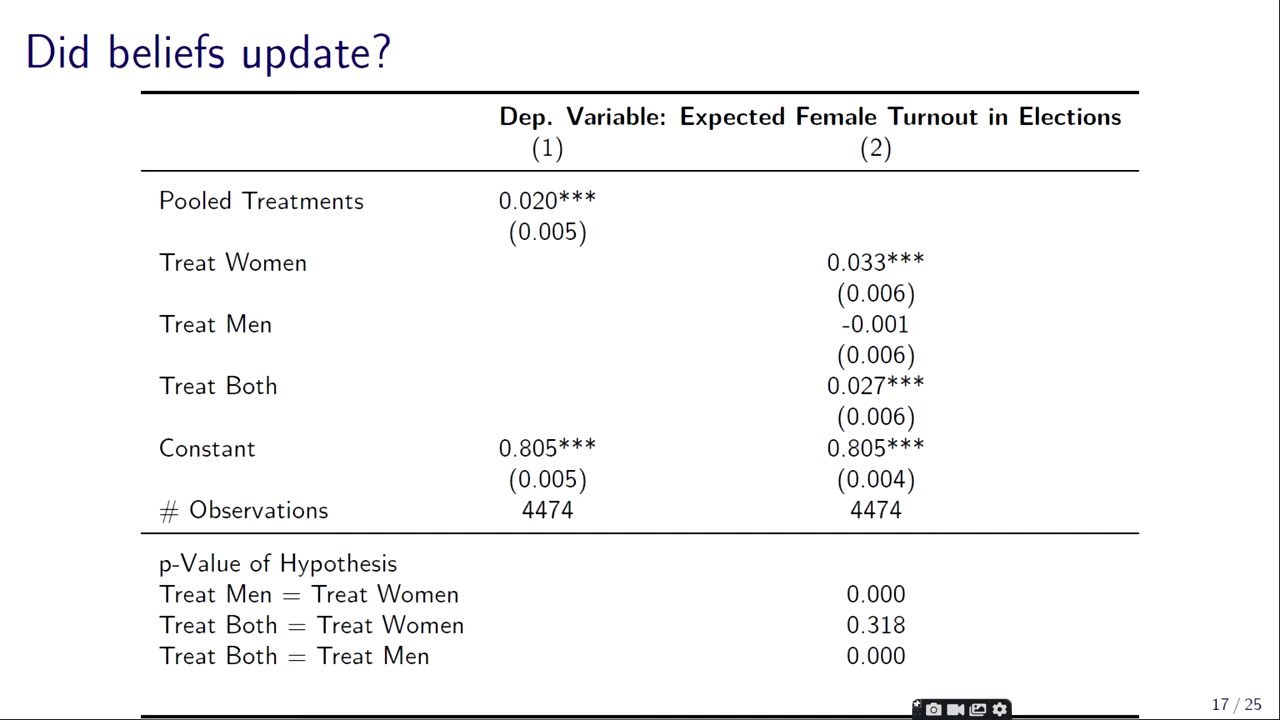 Did beliefs update?
Dep. Variable: Expected Female Turnout in Elections
(1) (2)
Pooled Treatments 0.020***
(0.005)
Treat Women 0.033***
(0.006)
Treat Men -0.001
(0.006)
Treat Both 0.027***
(0.006)
Constant 0.805*** 0.805***
(0.005) (0.004)
# Observations 4474 4474
p-Value of Hypothesis
Treat Men = Treat Women 0.000
Treat Both = Treat Women 0.318
Treat Both = Treat Men 0.000
17 / 25